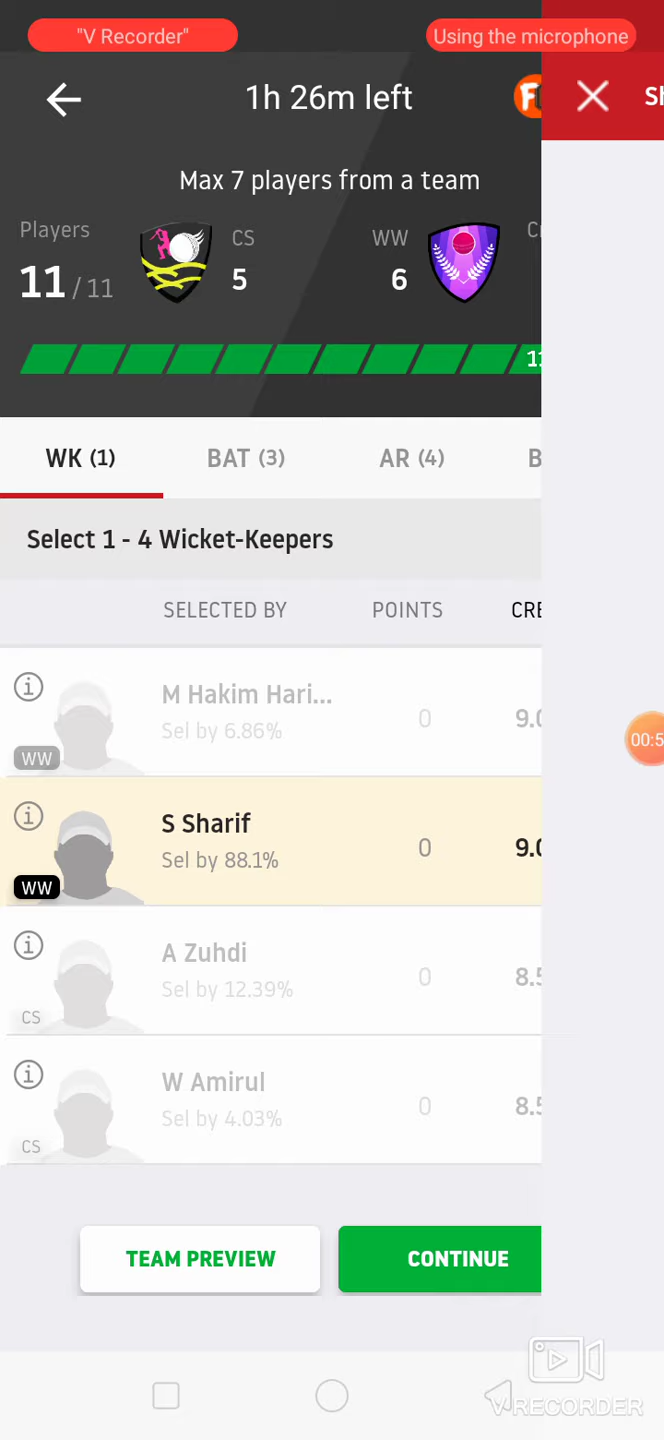 "V Recorder"
Using the microphone
1h 26m left
Max 7 players from a team
Players
11 / 11
CS
5
WW
6
WK (1)
BAT (3)
AR (4)
Select 1 - 4 Wicket-Keepers
SELECTED BY
POINTS
M Hakim Hari...
Sel by 6.86%
0
WW
S Sharif
Sel by 88.1%
0
WW
A Zuhdi
Sel by 12.39%
0
CS
W Amirul
Sel by 4.03%
0
CS
TEAM PREVIEW
CONTINUE
VRECORDER